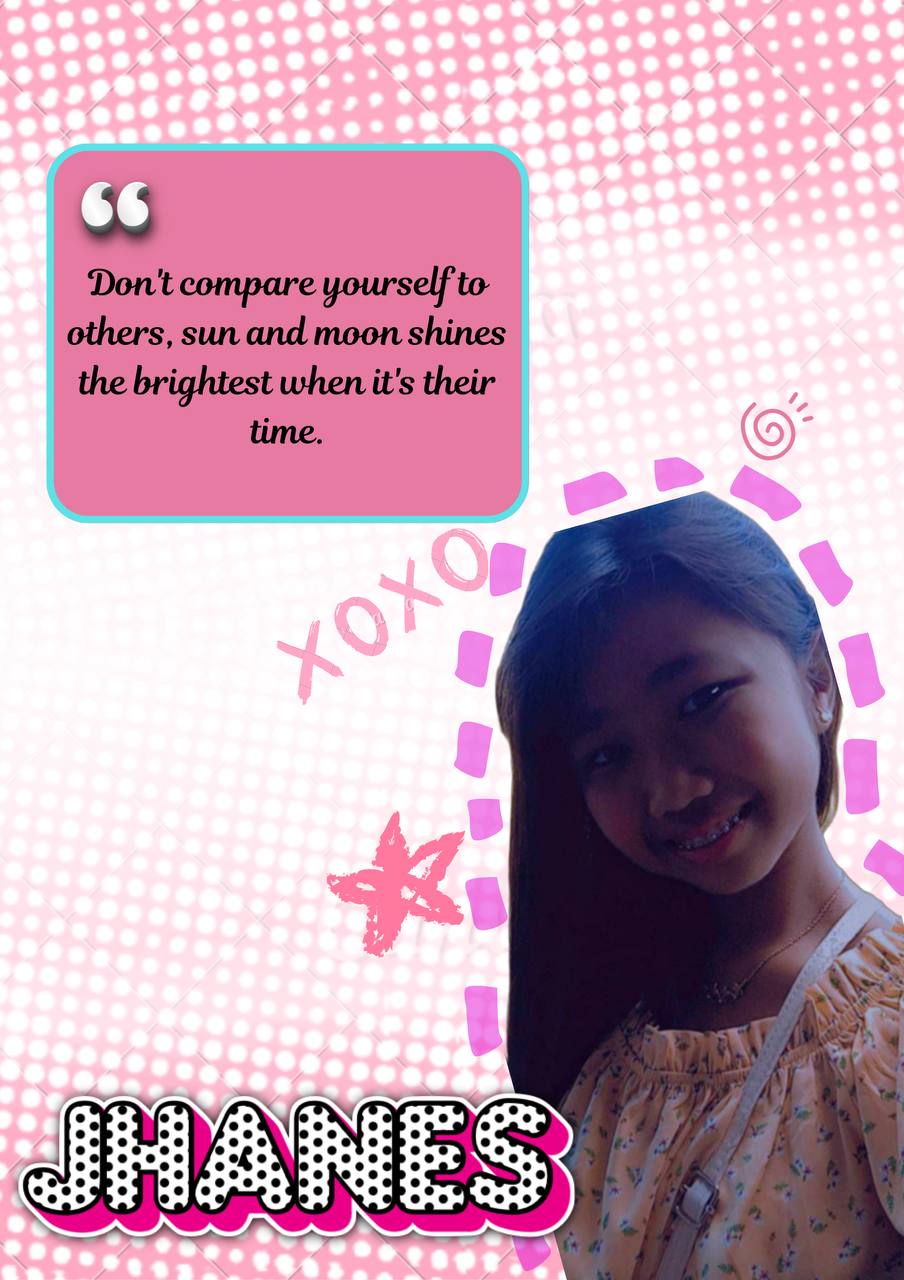 Don't compare yourself to
others, sun and moon shines
the brightest when it's their
time.
XOXO
JHANES